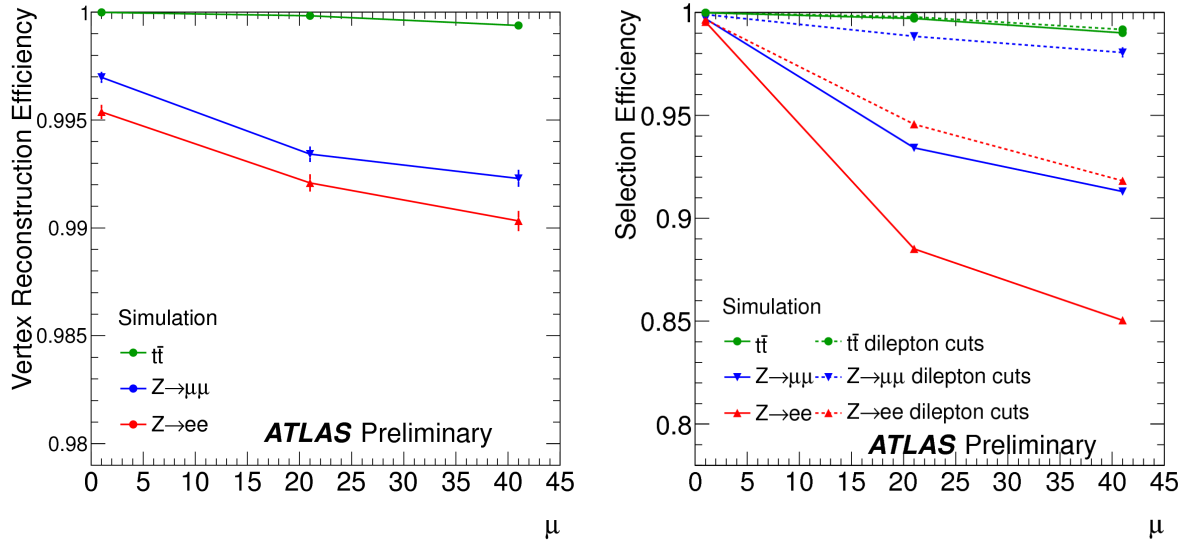 Vertex Reconstruction Efficiency
1
0.995
0.99
0.985
0.98
Simulation
tt̄
Z→μμ
Z→ee
ATLAS Preliminary
0 5 10 15 20 25 30 35 40 45
μ
Selection Efficiency
1
0.95
0.9
0.85
0.8
Simulation
tt̄ tt̄ dilepton cuts
Z→μμ Z→μμ dilepton cuts
Z→ee Z→ee dilepton cuts
ATLAS Preliminary
0 5 10 15 20 25 30 35 40 45
μ